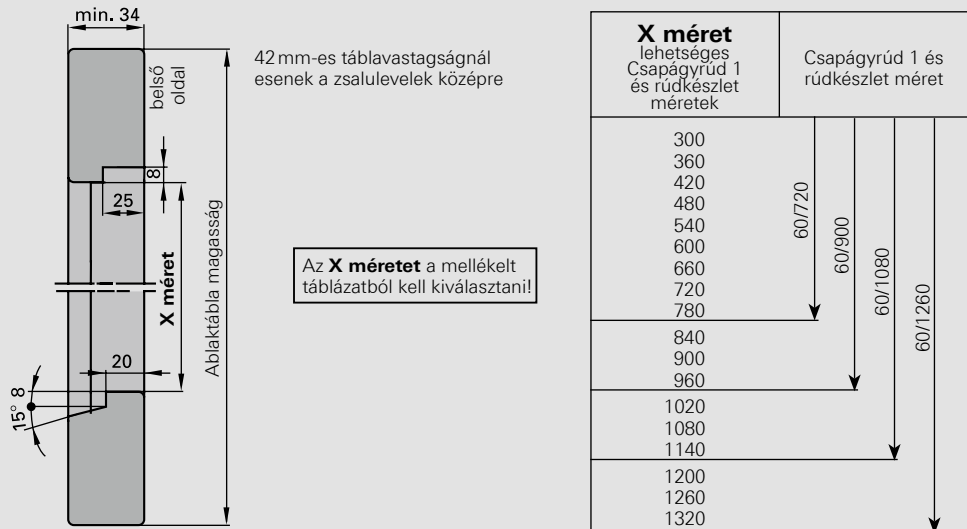 min. 34
belső
oldal
42 mm-es táblavastagságnál
esenek a zsalulevelek középre
8
25
X méret
Ablaktábla magasság
20
8
15°
Az X méretet a mellékelt
táblázatból kell kiválasztani!
X méret
lehetséges
Csapágyrúd 1
és rúdkészlet
méretek
Csapágyrúd 1 és
rúdkészlet méret
300
360
420
480
540
600
660
720
780
840
900
960
1020
1080
1140
1200
1260
1320
60/720
60/900
60/1080
60/1260